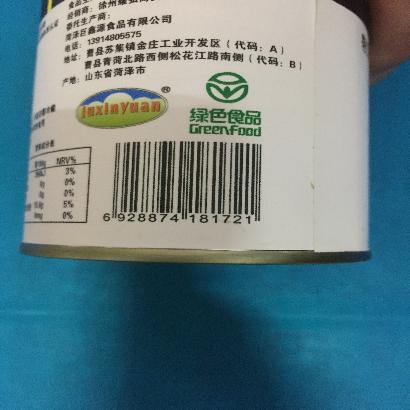 委托生产商:
菏泽巨鑫源食品有限公司
电话: 13914805575
地址: 曹县苏集镇金庄工业开发区 (代码: A)
曹县青菏北路西侧松花江路南侧 (代码: B)
产地: 山东省菏泽市
juxinyuan®
绿色食品
GreenFood
NRV%
3%
0%
0%
5%
0%
6 928874 181721